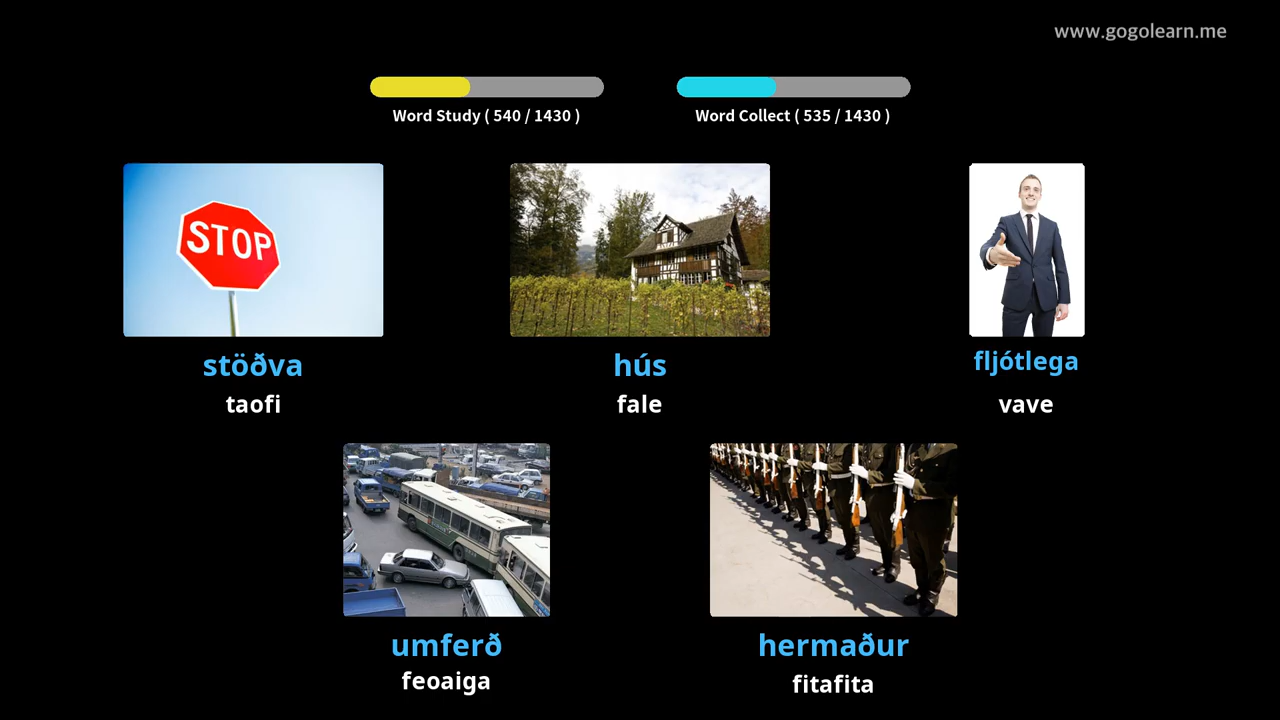 www.gogolearn.me
Word Study ( 540 / 1430 )
Word Collect ( 535 / 1430 )
STOP
stöðva
hús
fljótlega
taofi
fale
vave
umferð
hermaður
feoaiga
fitafita